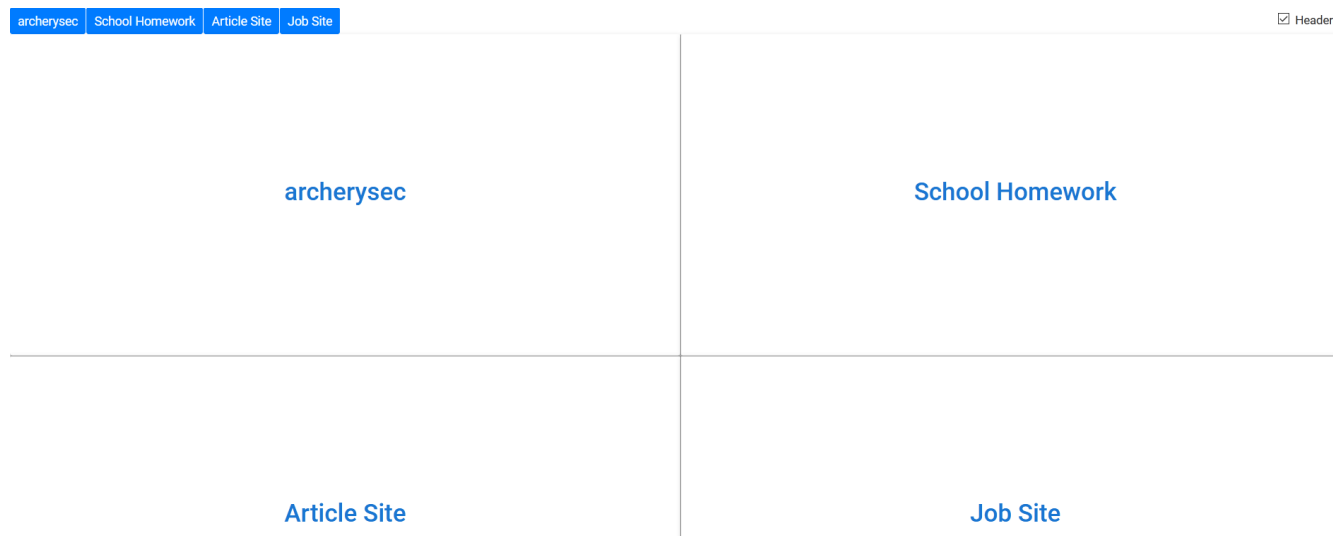 archerysec School Homework Article Site Job Site Header
archerysec School Homework
Article Site Job Site